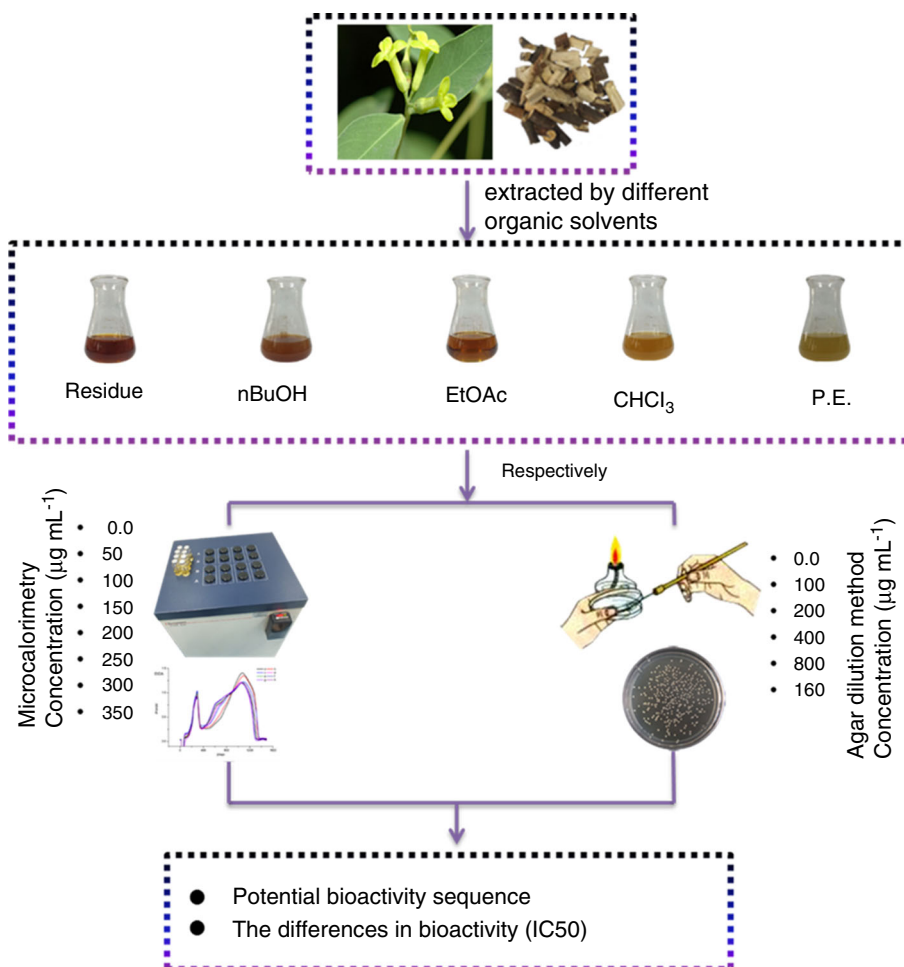 extracted by different
organic solvents
Residue
nBuOH
EtOAc
CHCl₃
P.E.
Respectively
Microcalorimetry
Concentration (µg mL⁻¹)
• 0.0
• 50
• 100
• 150
• 200
• 250
• 300
• 350
• 0.0
• 100
• 200
• 400
• 800
• 160
Agar dilution method
Concentration (µg mL⁻¹)
● Potential bioactivity sequence
● The differences in bioactivity (IC50)